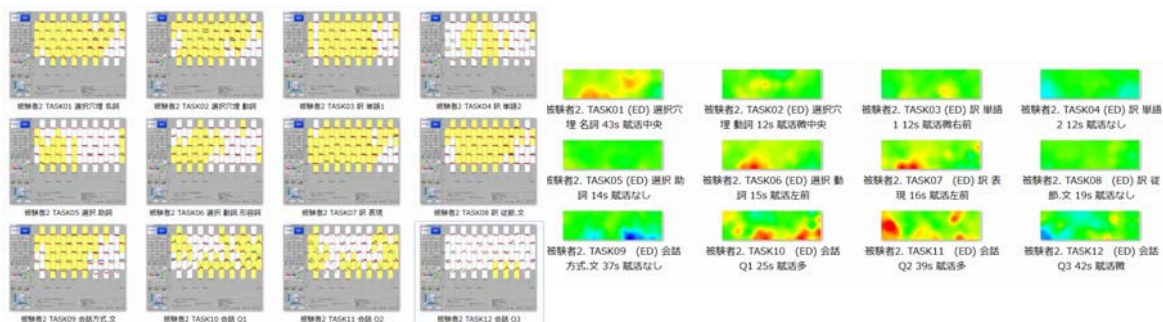 被験者2 TASK01 選択穴埋 名詞
被験者2 TASK02 選択穴埋 動詞
被験者2 TASK03 訳 単語1
被験者2 TASK04 訳 単語2
被験者2 TASK05 選択 助詞
被験者2 TASK06 選択 動詞.形容詞
被験者2 TASK07 訳 表現
被験者2 TASK08 訳 従節.文
被験者2 TASK09 会話方式.文
被験者2 TASK10 会話 Q1
被験者2 TASK11 会話 Q2
被験者2 TASK12 会話 Q3
被験者2. TASK01 (ED) 選択穴
埋 名詞 43s 賦活中央
被験者2. TASK02 (ED) 選択穴
埋 動詞 12s 賦活微中央
被験者2. TASK03 (ED) 訳 単語
1 12s 賦活微右前
被験者2. TASK04 (ED) 訳 単語
2 12s 賦活なし
被験者2. TASK05 (ED) 選択 助
詞 14s 賦活なし
被験者2. TASK06 (ED) 選択 動
詞 15s 賦活左前
被験者2. TASK07 (ED) 訳 表
現 16s 賦活左前
被験者2. TASK08 (ED) 訳 従
節.文 19s 賦活なし
被験者2. TASK09 (ED) 会話
方式.文 37s 賦活なし
被験者2. TASK10 (ED) 会話
Q1 25s 賦活多
被験者2. TASK11 (ED) 会話
Q2 39s 賦活多
被験者2. TASK12 (ED) 会話
Q3 42s 賦活微